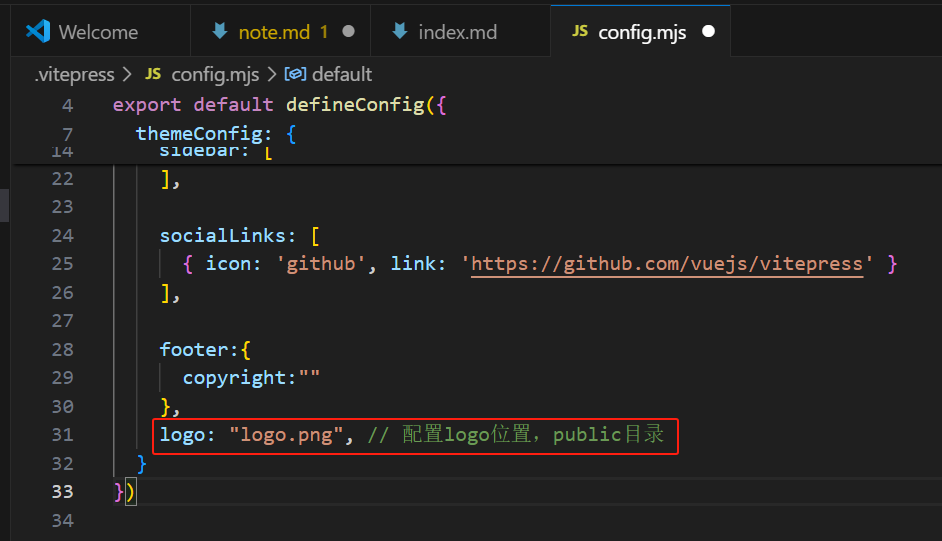 Welcome note.md 1 index.md JS config.mjs
.vitepress > JS config.mjs > default
4 export default defineConfig({
7 themeConfig: {
14 sidebar: [
22 ],
23
24 socialLinks: [
25 { icon: 'github', link: 'https://github.com/vuejs/vitepress' }
26 ],
27
28 footer:{
29 copyright:""
30 },
31 logo: "logo.png", // 配置logo位置，public目录
32 }
33 })
34